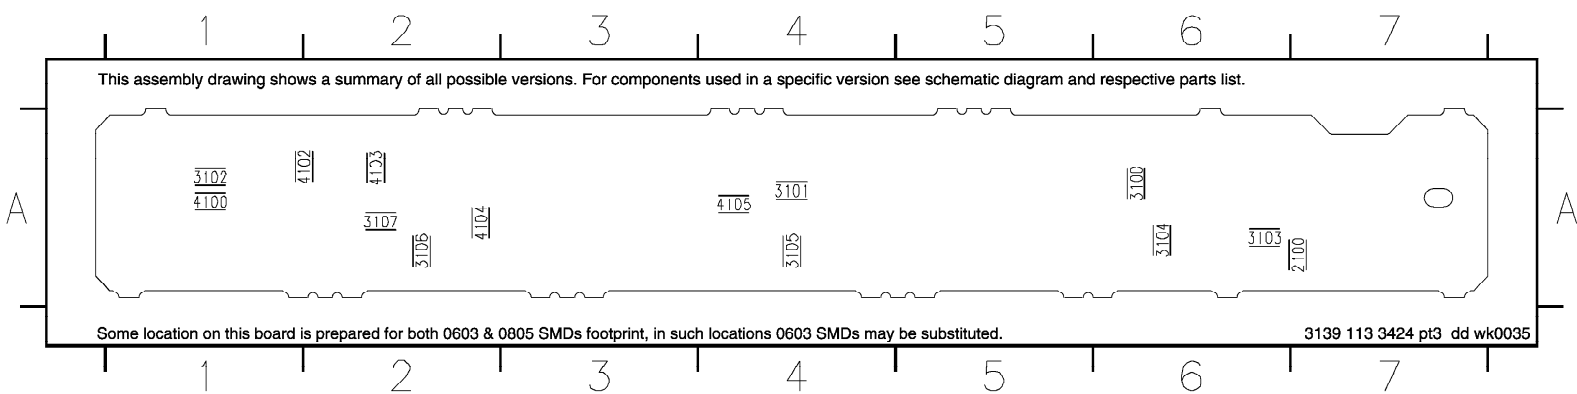 1 2 3 4 5 6 7
This assembly drawing shows a summary of all possible versions. For components used in a specific version see schematic diagram and respective parts list.
A A
3102 4102 4103 3101 3100
4100 4105
3107 4104 3104 3103
3106 3105 2100
Some location on this board is prepared for both 0603 & 0805 SMDs footprint, in such locations 0603 SMDs may be substituted. 3139 113 3424 pt3 dd wk0035
1 2 3 4 5 6 7